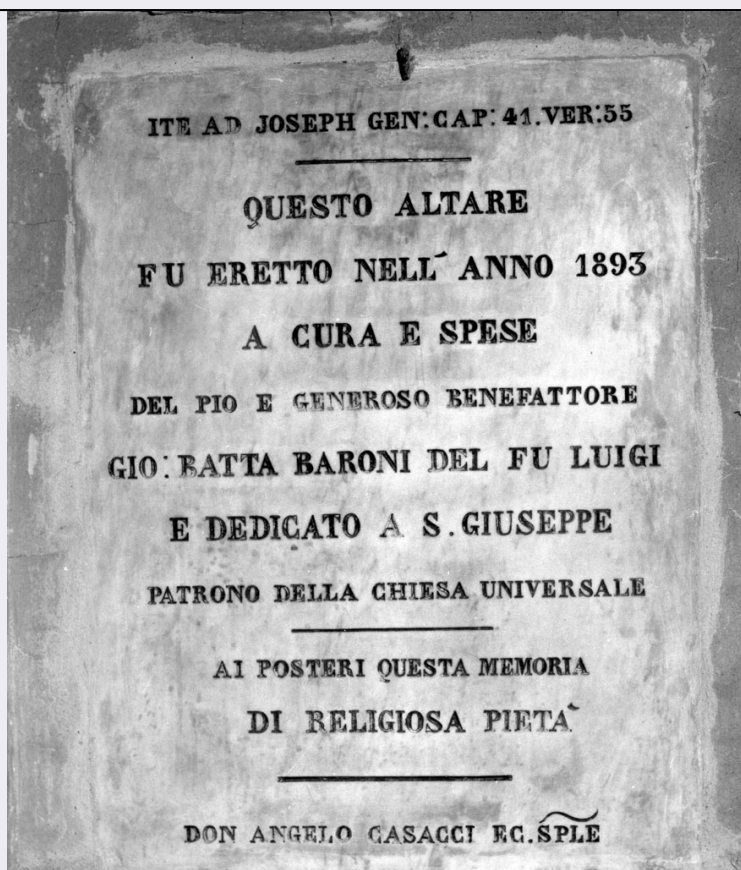 ITE AD JOSEPH GEN: CAP: 41. VER: 55
QUESTO ALTARE
FU ERETTO NELL' ANNO 1893
A CURA E SPESE
DEL PIO E GENEROSO BENEFATTORE
GIO: BATTA BARONI DEL FU LUIGI
E DEDICATO A S. GIUSEPPE
PATRONO DELLA CHIESA UNIVERSALE
AI POSTERI QUESTA MEMORIA
DI RELIGIOSA PIETÀ
DON ANGELO CASACCI EC. SPLE